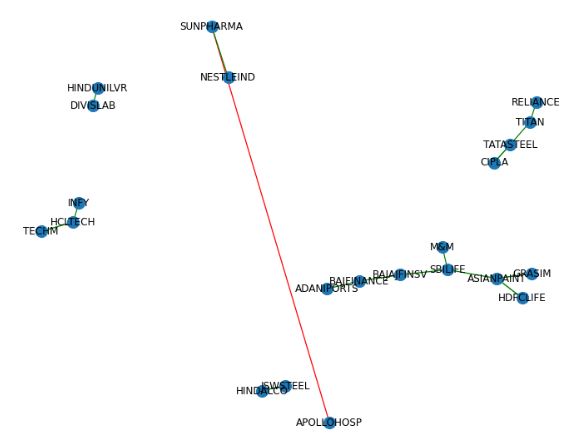 SUNPHARMA
NESTLEIND
HINDUNILVR
DIVISLAB
RELIANCE
TITAN
TATASTEEL
CIPLA
INFY
HCLTECH
TECHM
M&M
SBILIFE
BAJAJFINSV
BAJFINANCE
ADANIPORTS
ASIANPAINT
GRASIM
HDFCLIFE
JSWSTEEL
HINDALCO
APOLLOHOSP